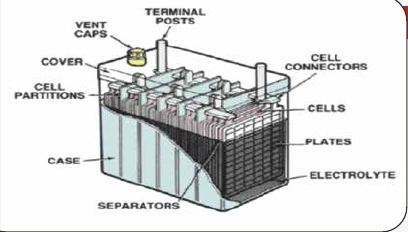 TERMINAL
POSTS
VENT
CAPS
COVER
CELL
CONNECTORS
CELL
PARTITIONS
CELLS
PLATES
CASE
ELECTROLYTE
SEPARATORS